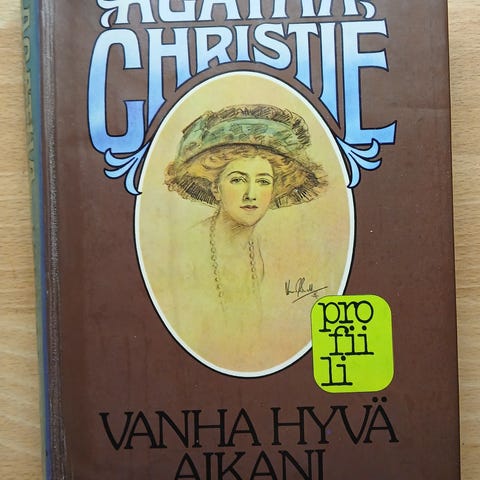 AGATHA
CHRISTIE
pro
fii
li
VANHA HYVÄ
AIKANI